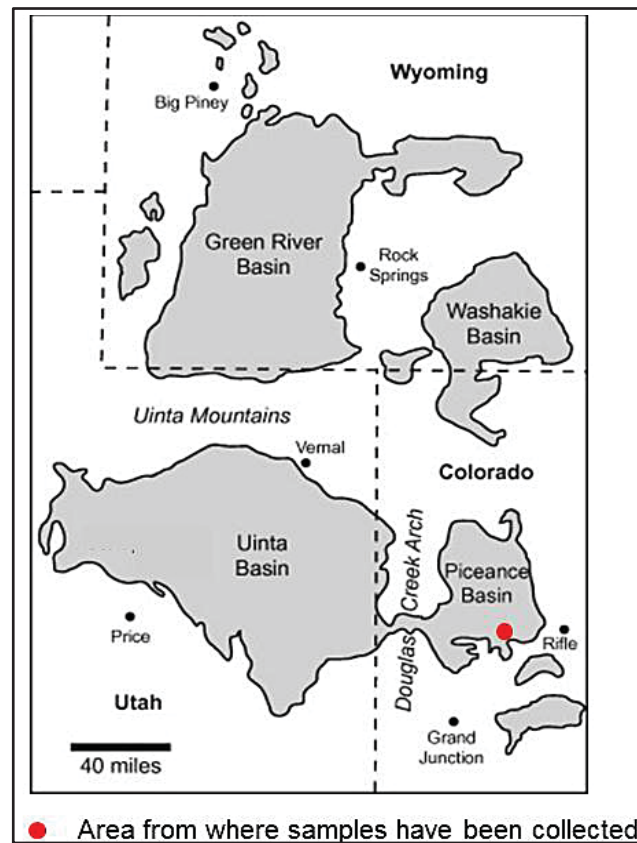 Wyoming
Big Piney
Green River
Basin
Rock
Springs
Washakie
Basin
Uinta Mountains
Vernal
Colorado
Uinta
Basin
Douglas Creek Arch
Piceance
Basin
Price
Rifle
Utah
Grand
Junction
40 miles
Area from where samples have been collected